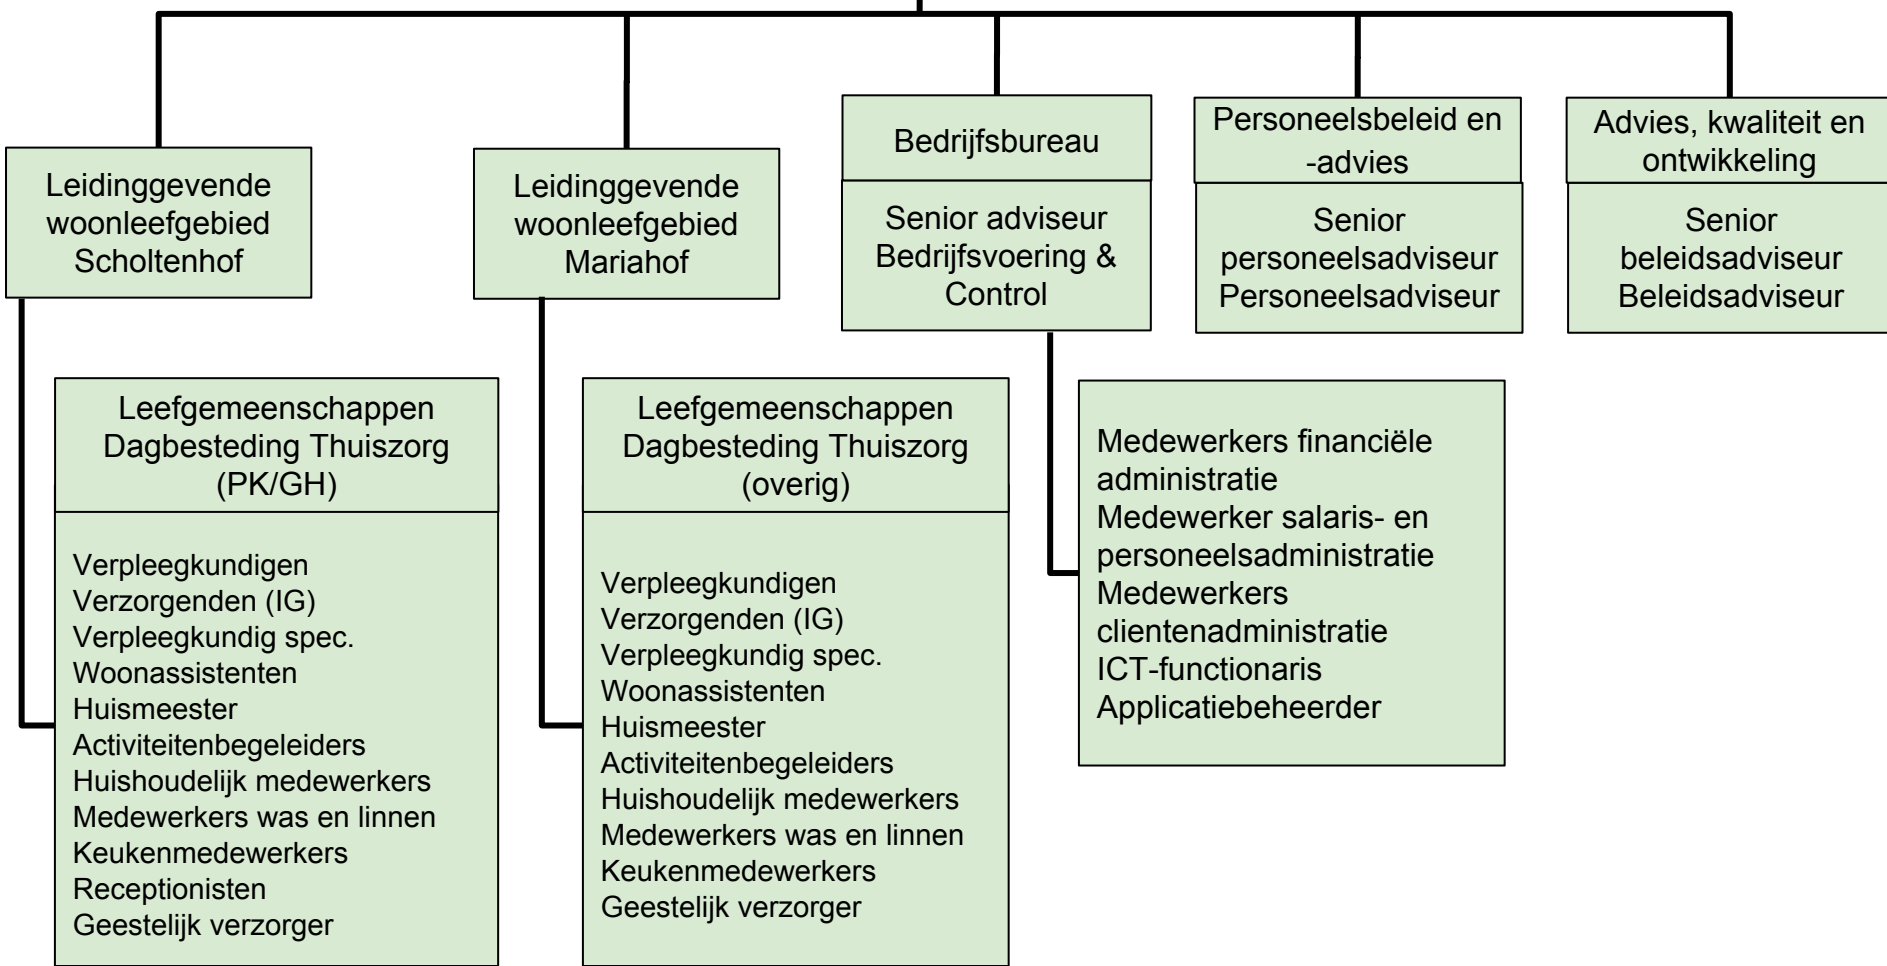 Leidinggevende
woonleefgebied
Scholtenhof
Leidinggevende
woonleefgebied
Mariahof
Bedrijfsbureau
Senior adviseur
Bedrijfsvoering &
Control
Personeelsbeleid en
-advies
Senior
personeelsadviseur
Personeelsadviseur
Advies, kwaliteit en
ontwikkeling
Senior
beleidsadviseur
Beleidsadviseur
Leefgemeenschappen
Dagbesteding Thuiszorg
(PK/GH)
Verpleegkundigen
Verzorgenden (IG)
Verpleegkundig spec.
Woonassistenten
Huismeester
Activiteitenbegeleiders
Huishoudelijk medewerkers
Medewerkers was en linnen
Keukenmedewerkers
Receptionisten
Geestelijk verzorger
Leefgemeenschappen
Dagbesteding Thuiszorg
(overig)
Verpleegkundigen
Verzorgenden (IG)
Verpleegkundig spec.
Woonassistenten
Huismeester
Activiteitenbegeleiders
Huishoudelijk medewerkers
Medewerkers was en linnen
Keukenmedewerkers
Geestelijk verzorger
Medewerkers financiële
administratie
Medewerker salaris- en
personeelsadministratie
Medewerkers
clientenadministratie
ICT-functionaris
Applicatiebeheerder